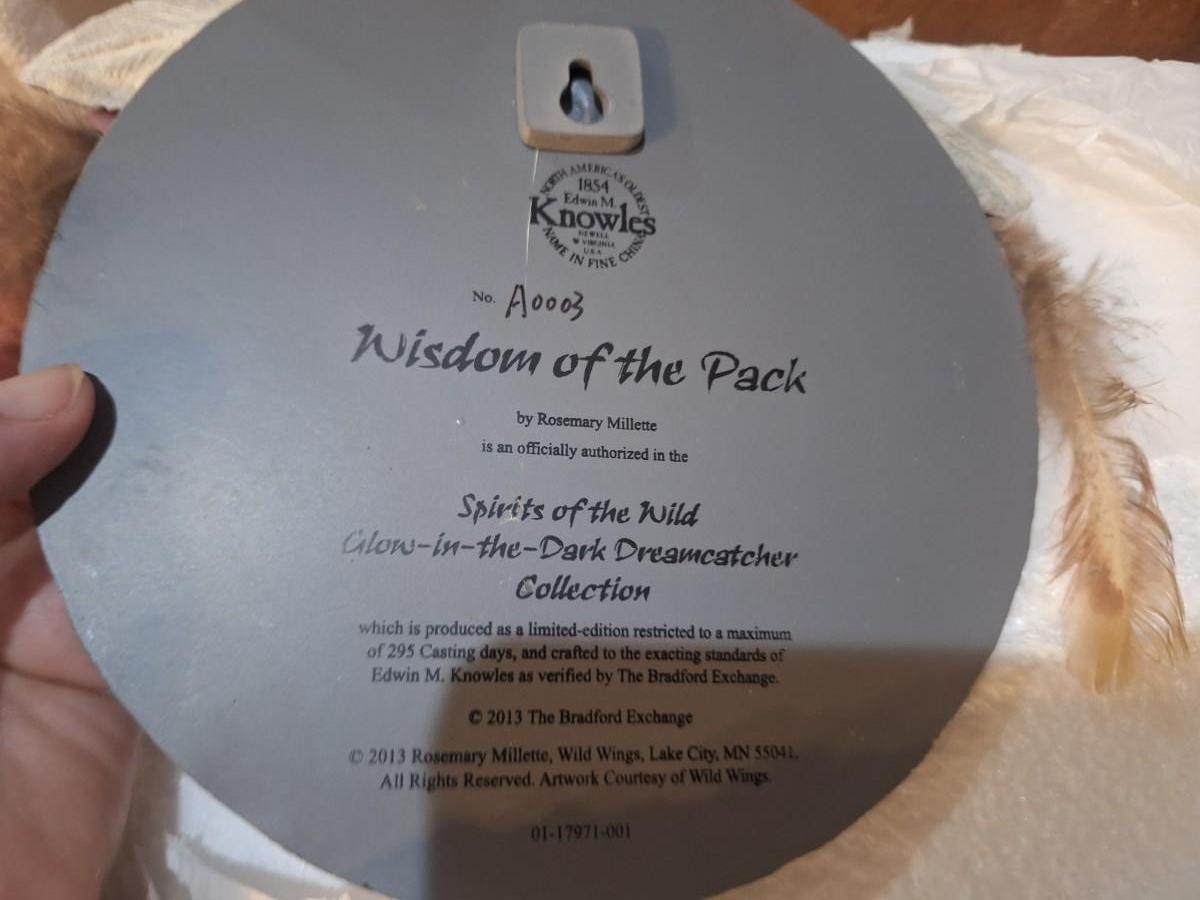 NORTH AMERICA'S OLDEST
1854
Edwin M.
Knowles
NEWELL
W VIRGINIA
U.S.A.
NAME IN FINE CHINA
No. A0003
Wisdom of the Pack
by Rosemary Millette
is an officially authorized in the
Spirits of the Wild
Glow-in-the-Dark Dreamcatcher
Collection
which is produced as a limited-edition restricted to a maximum
of 295 Casting days, and crafted to the exacting standards of
Edwin M. Knowles as verified by The Bradford Exchange.
© 2013 The Bradford Exchange
© 2013 Rosemary Millette, Wild Wings, Lake City, MN 55041.
All Rights Reserved. Artwork Courtesy of Wild Wings.
01-17971-001